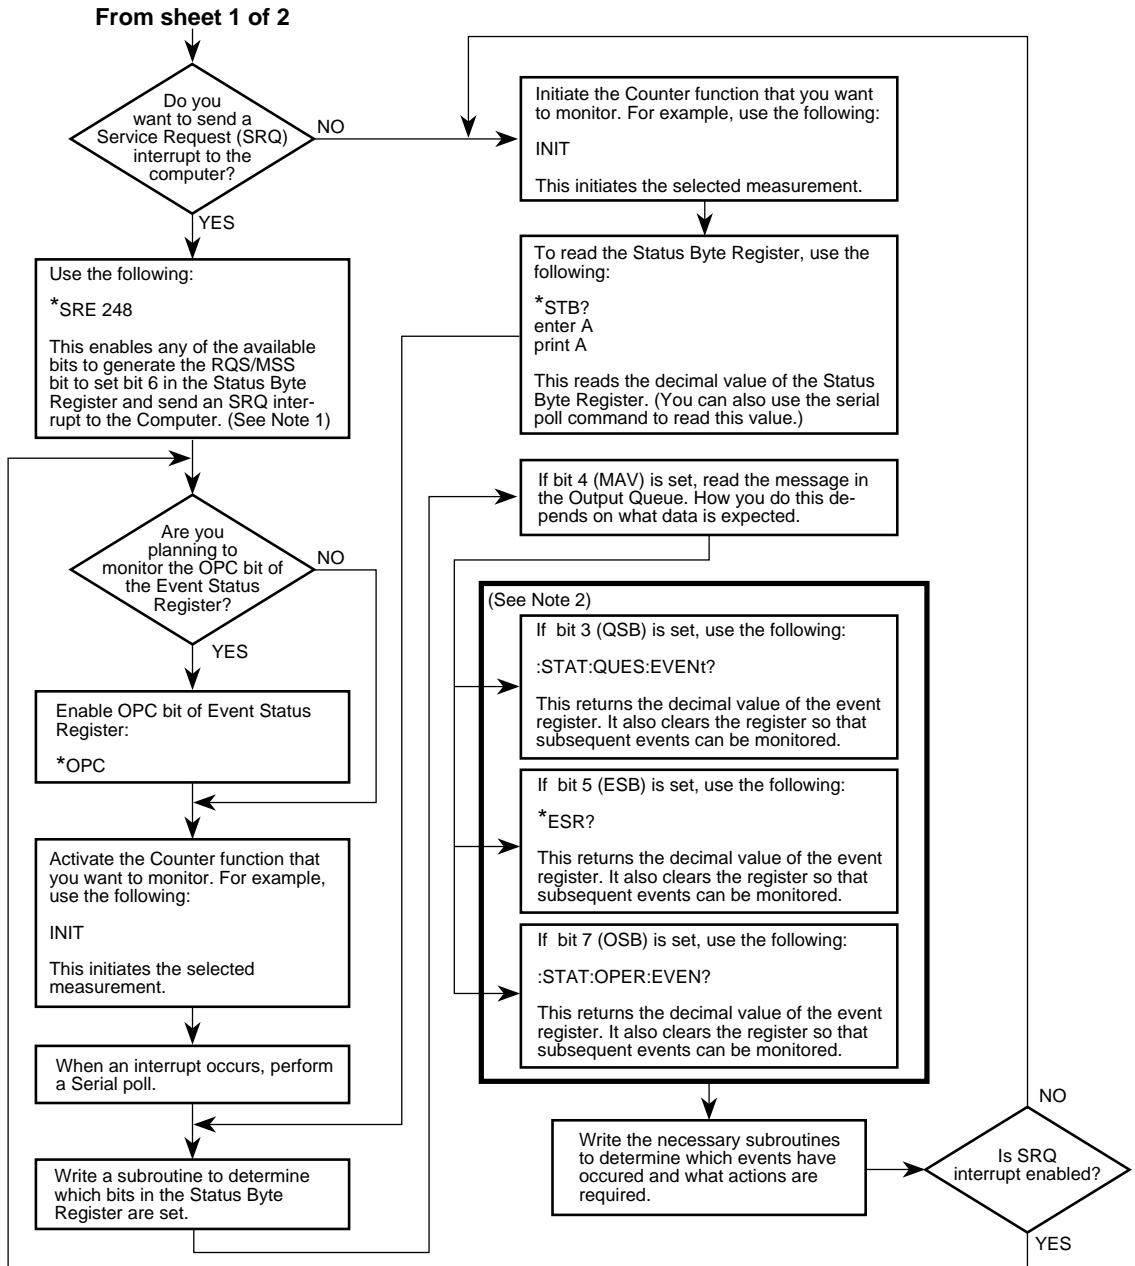 From sheet 1 of 2
Do you
want to send a
Service Request (SRQ)
interrupt to the
computer?
NO
YES
Use the following:
*SRE 248
This enables any of the available
bits to generate the RQS/MSS
bit to set bit 6 in the Status Byte
Register and send an SRQ inter-
rupt to the Computer. (See Note 1)
Are you
planning to
monitor the OPC bit of
the Event Status
Register?
NO
YES
Enable OPC bit of Event Status
Register:
*OPC
Activate the Counter function that
you want to monitor. For example,
use the following:
INIT
This initiates the selected
measurement.
When an interrupt occurs, perform
a Serial poll.
Write a subroutine to determine
which bits in the Status Byte
Register are set.
Initiate the Counter function that you want
to monitor. For example, use the following:
INIT
This initiates the selected measurement.
To read the Status Byte Register, use the
following:
*STB?
enter A
print A
This reads the decimal value of the Status
Byte Register. (You can also use the serial
poll command to read this value.)
If bit 4 (MAV) is set, read the message in
the Output Queue. How you do this de-
pends on what data is expected.
(See Note 2)
If bit 3 (QSB) is set, use the following:
:STAT:QUES:EVENt?
This returns the decimal value of the event
register. It also clears the register so that
subsequent events can be monitored.
If bit 5 (ESB) is set, use the following:
*ESR?
This returns the decimal value of the event
register. It also clears the register so that
subsequent events can be monitored.
If bit 7 (OSB) is set, use the following:
:STAT:OPER:EVEN?
This returns the decimal value of the event
register. It also clears the register so that
subsequent events can be monitored.
Write the necessary subroutines
to determine which events have
occured and what actions are
required.
NO
Is SRQ
interrupt enabled?
YES